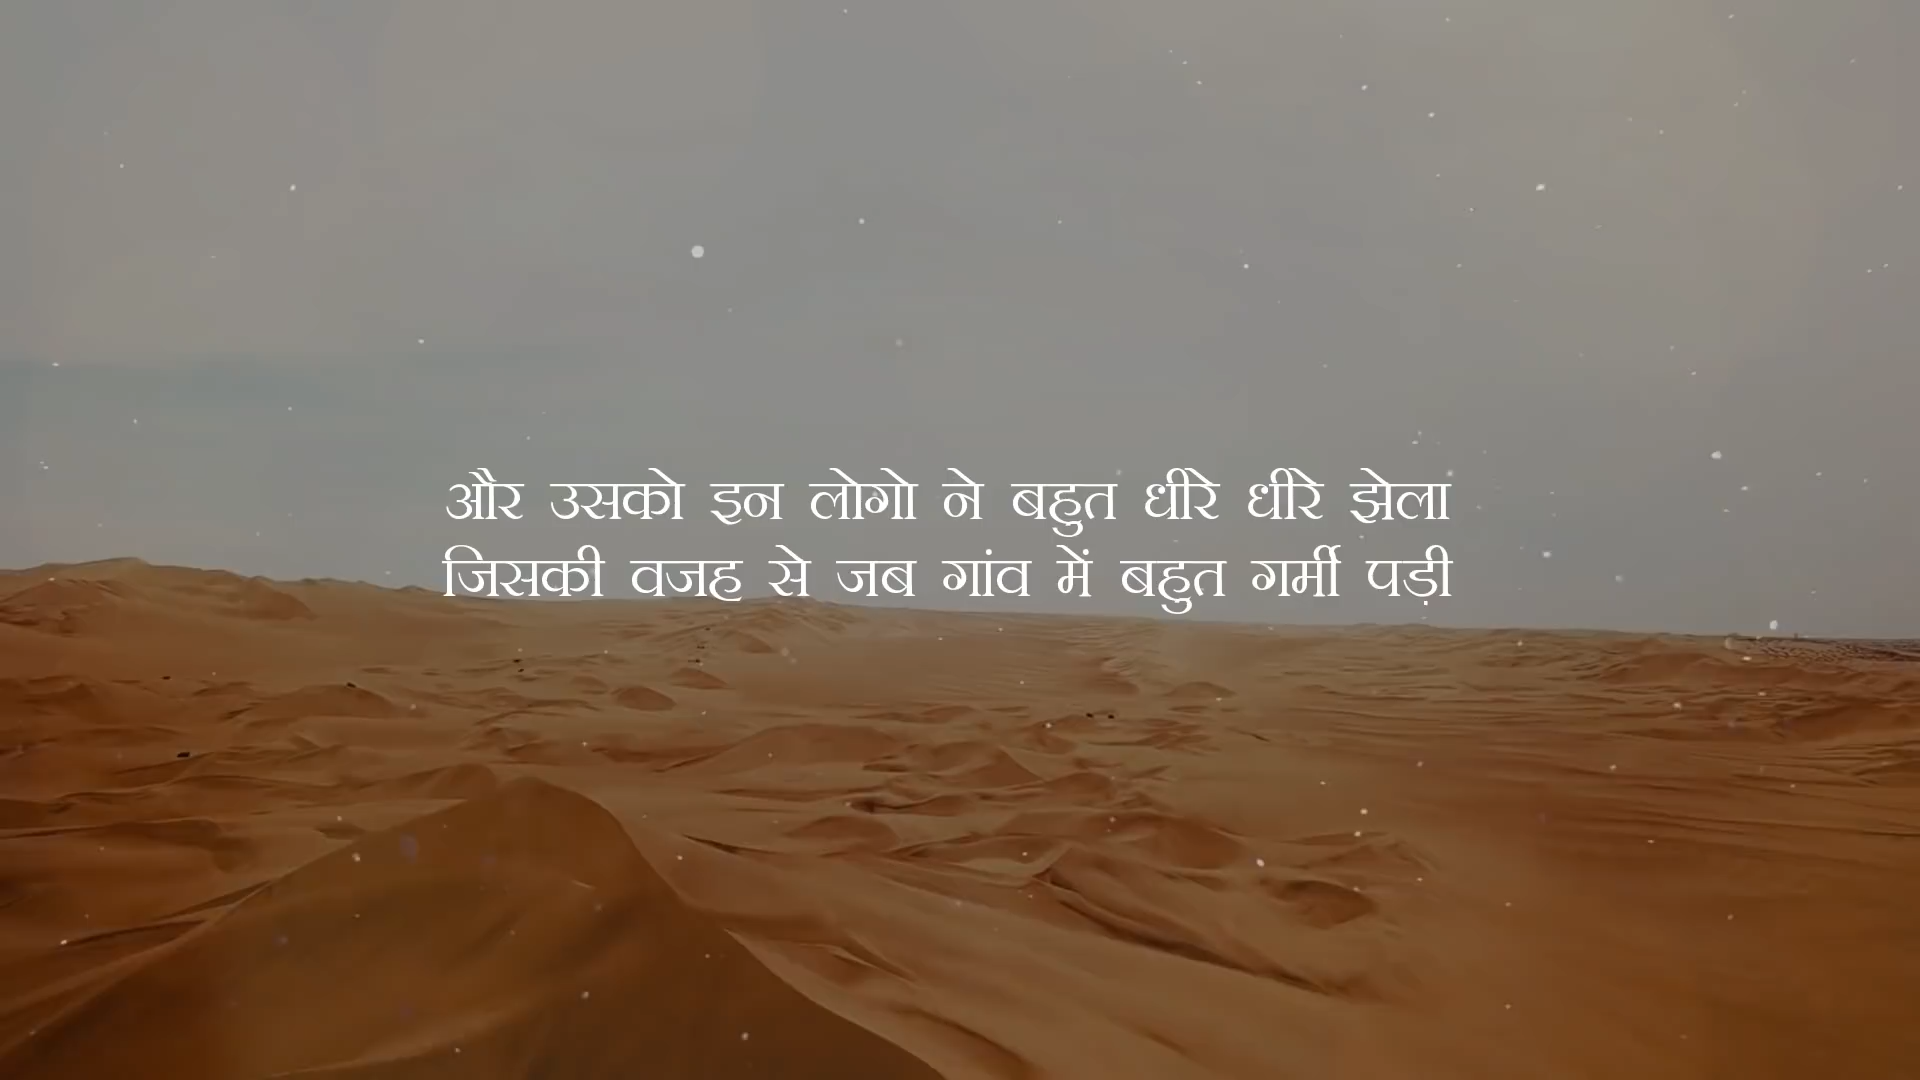 और उसको इन लोगो ने बहुत धीरे धीरे झेला
जिसकी वजह से जब गांव में बहुत गर्मी पड़ी